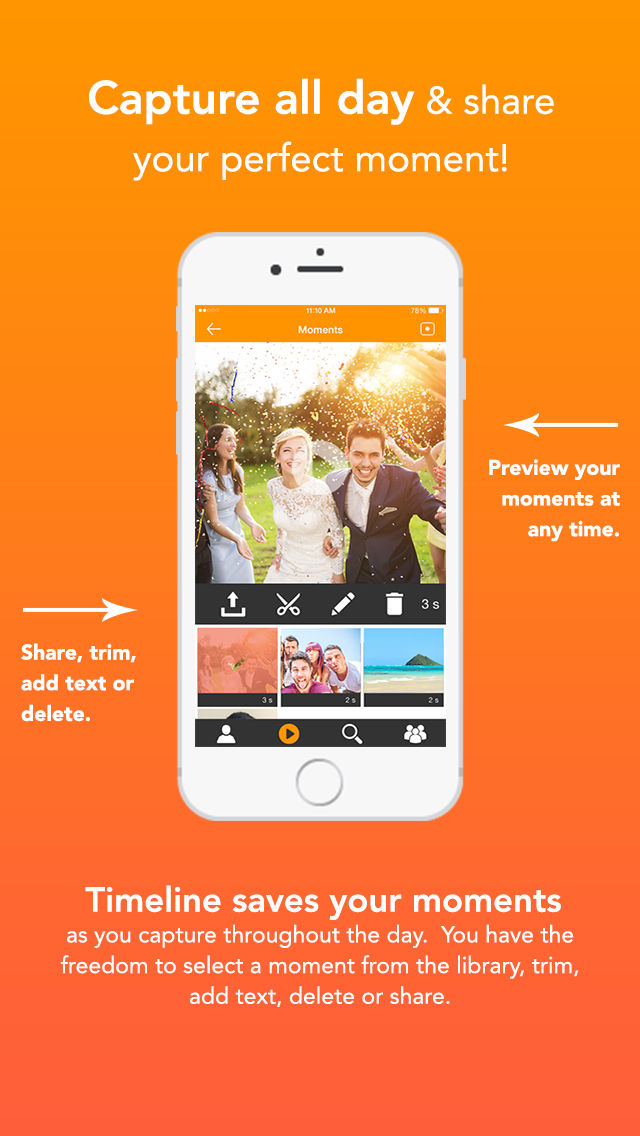 Capture all day & share
your perfect moment!
11:10 AM
78%
Moments
Preview your
moments at
any time.
3 s
Share, trim,
add text or
delete.
3 s
2 s
2 s
Timeline saves your moments
as you capture throughout the day. You have the
freedom to select a moment from the library, trim,
add text, delete or share.